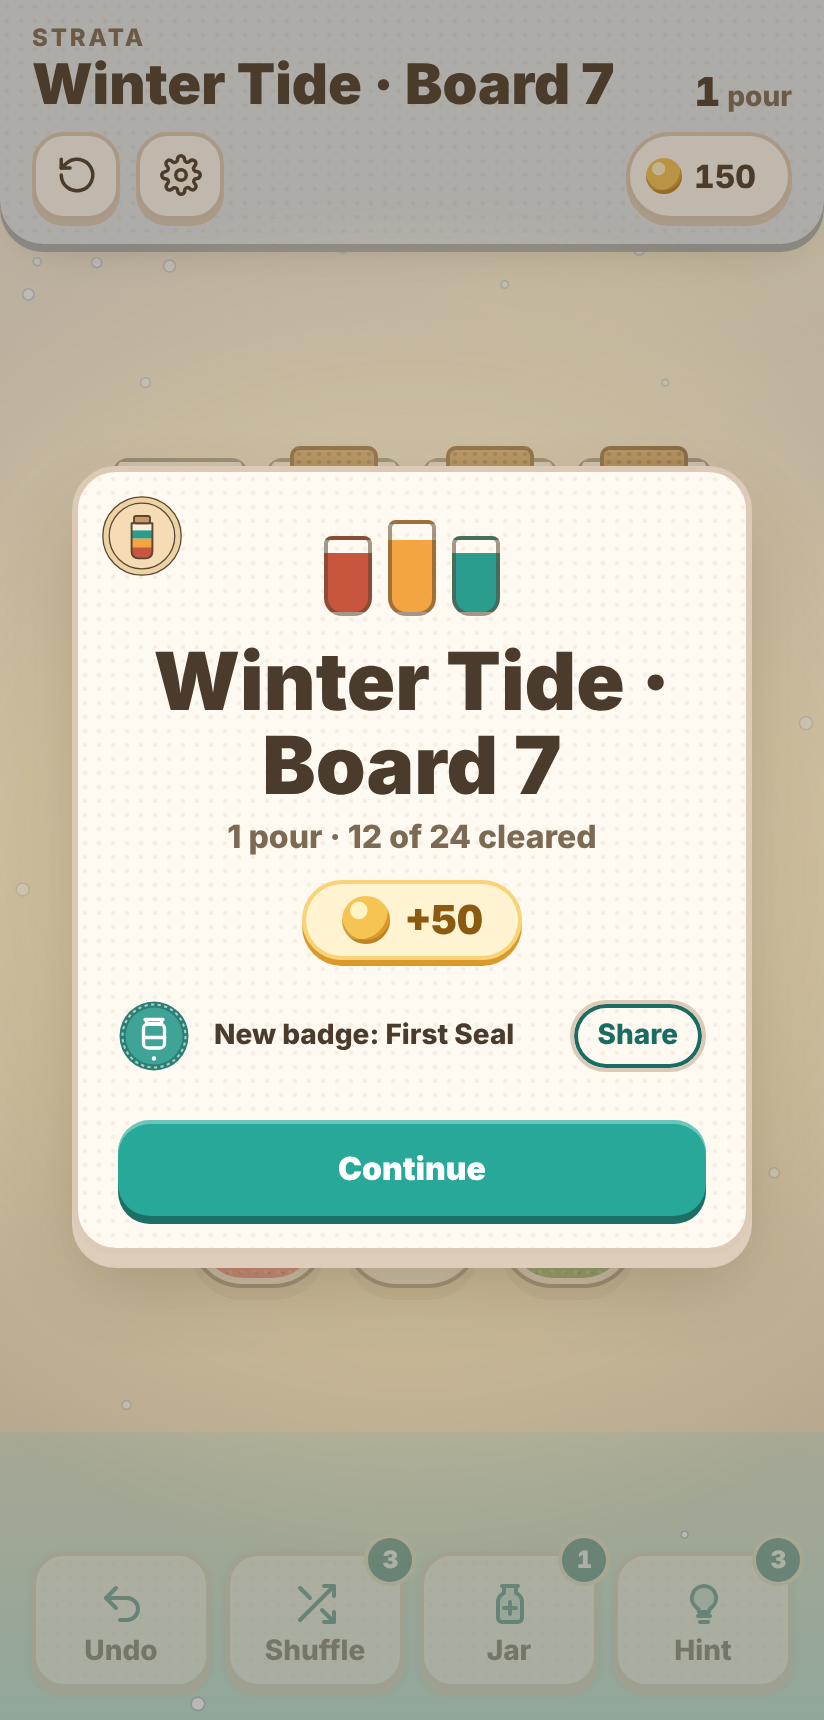 STRATA
Winter Tide · Board 7
1 pour
150
Winter Tide ·
Board 7
1 pour · 12 of 24 cleared
+50
New badge: First Seal
Share
Continue
3
1
3
Undo
Shuffle
Jar
Hint